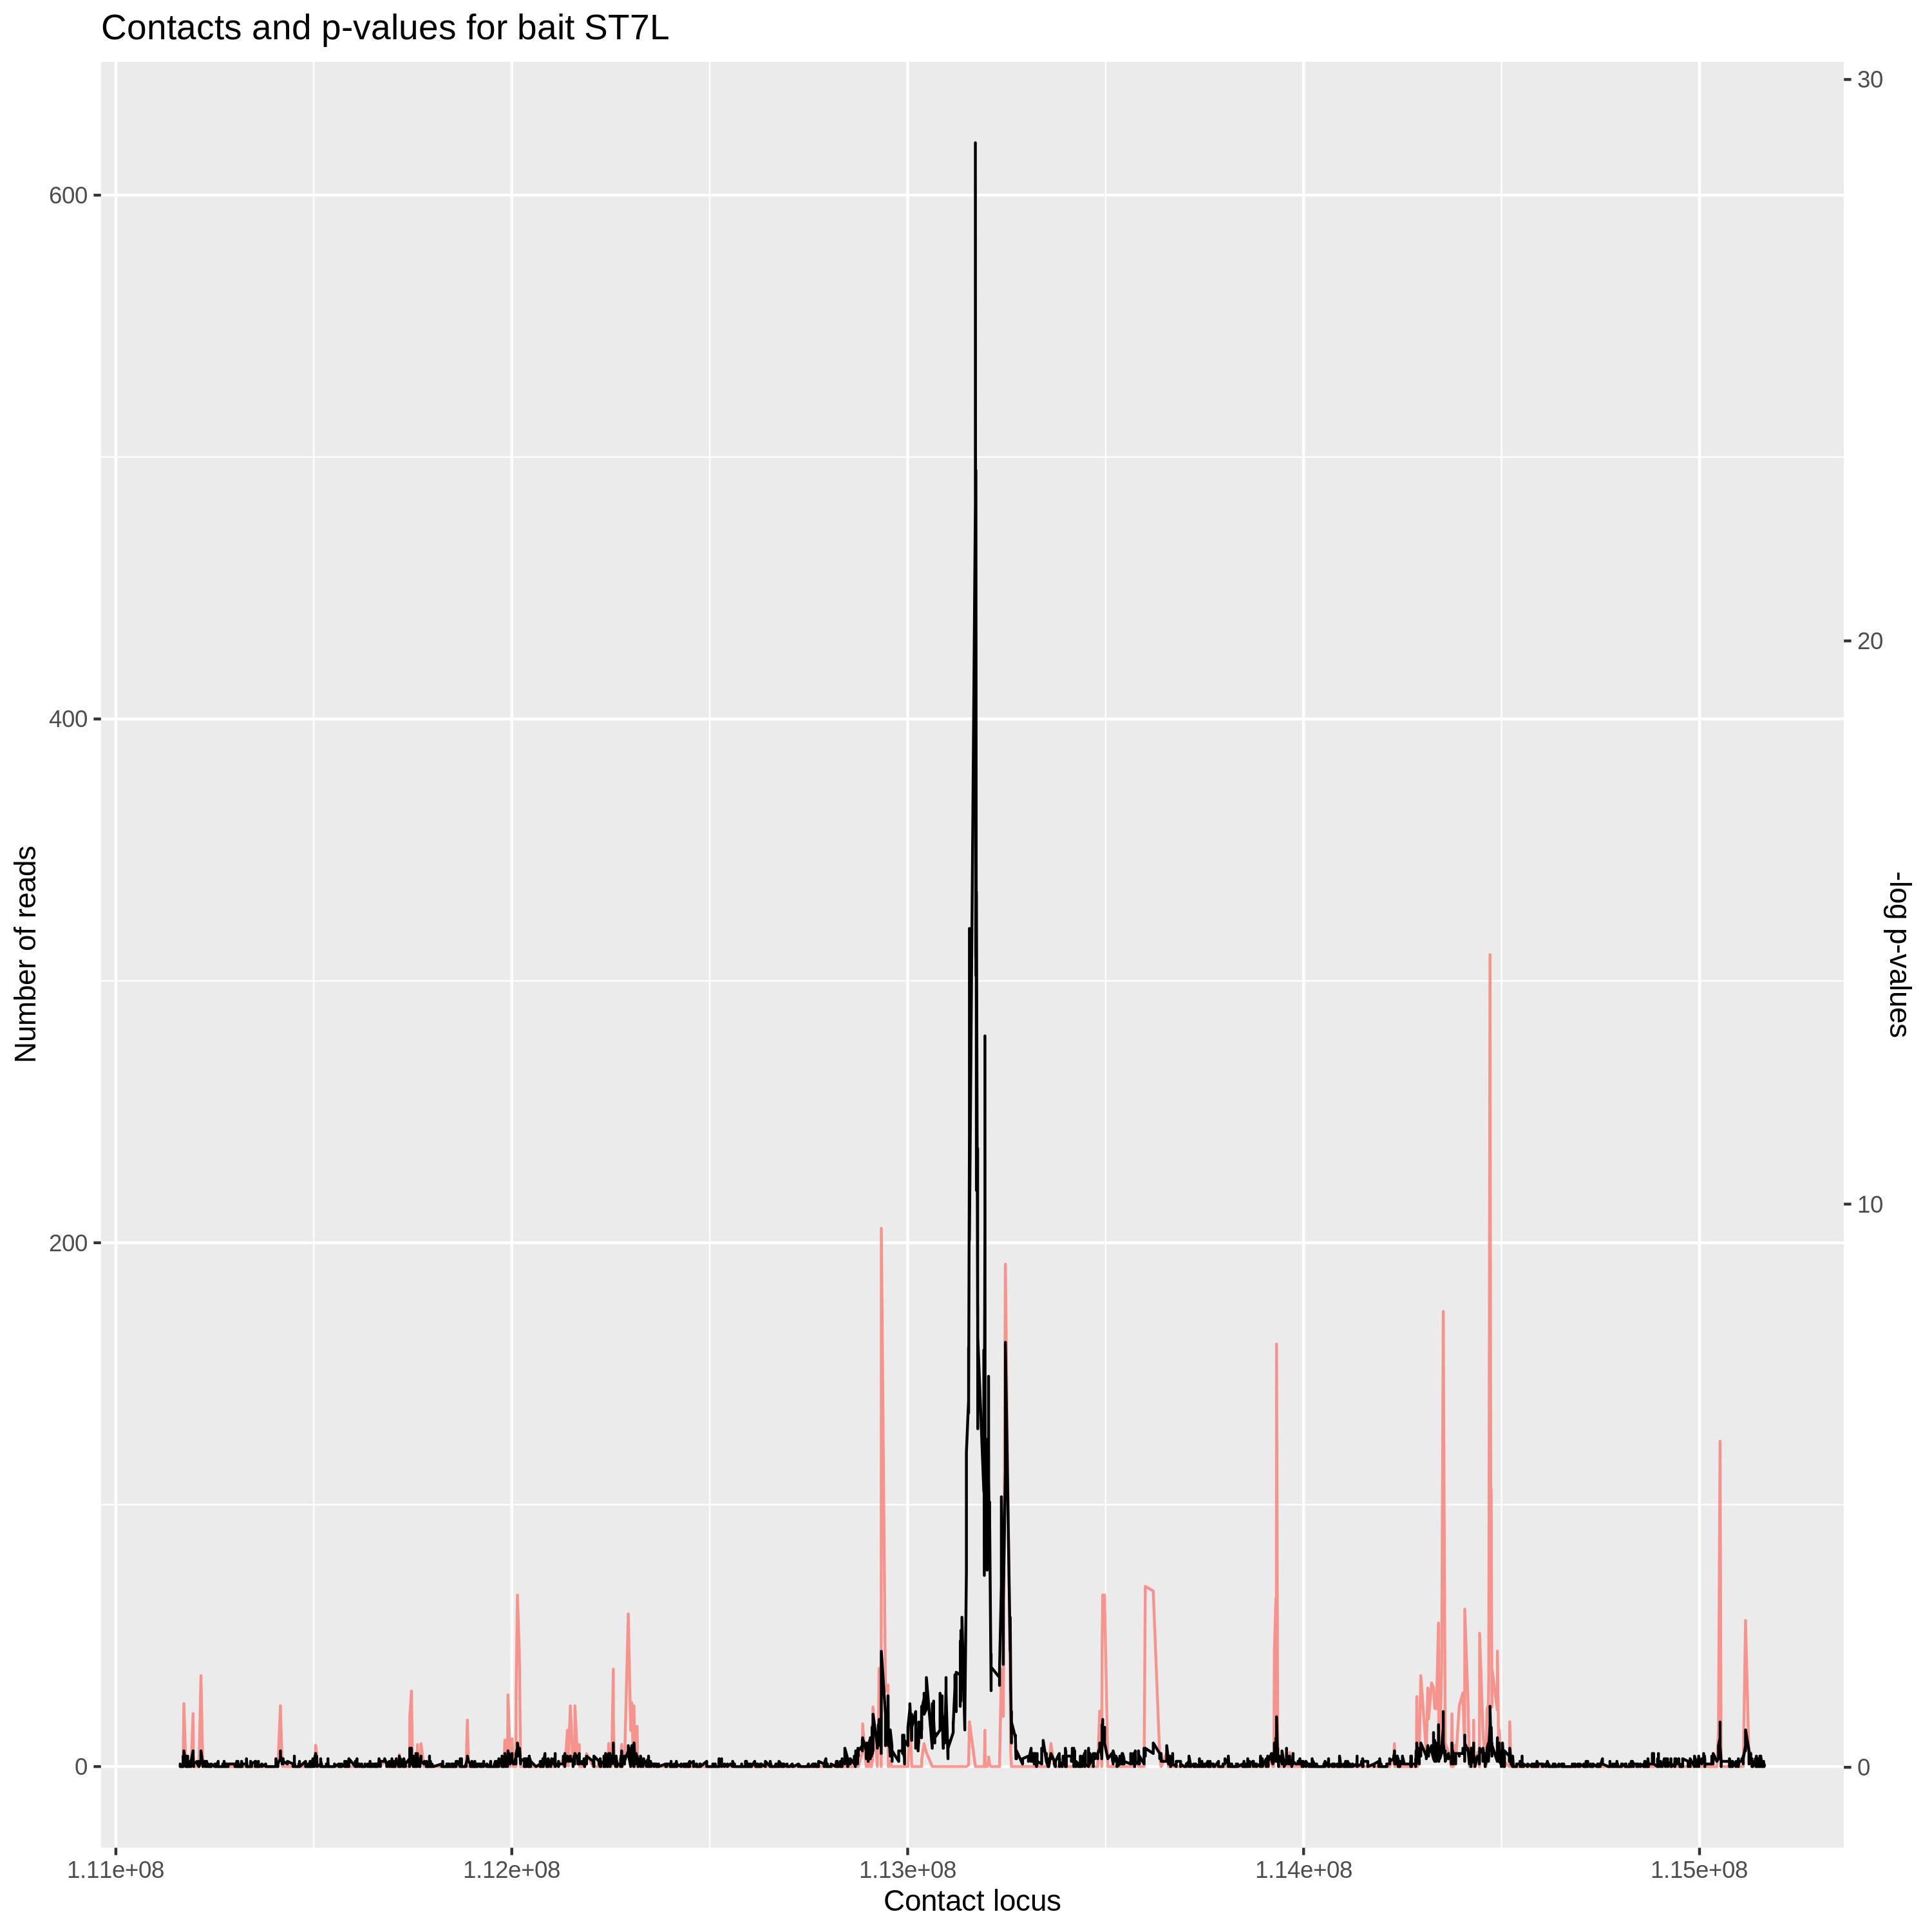 Contacts and p-values for bait ST7L
30
600
20
400
Number of reads
-log p-values
10
200
0
0
1.11e+08
1.12e+08
1.13e+08
1.14e+08
1.15e+08
Contact locus